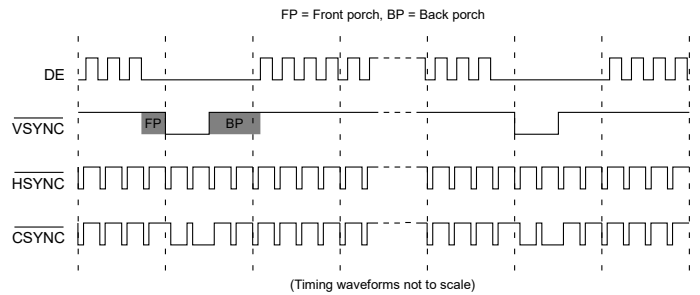 FP = Front porch, BP = Back porch
DE
VSYNC
FP
BP
HSYNC
CSYNC
(Timing waveforms not to scale)